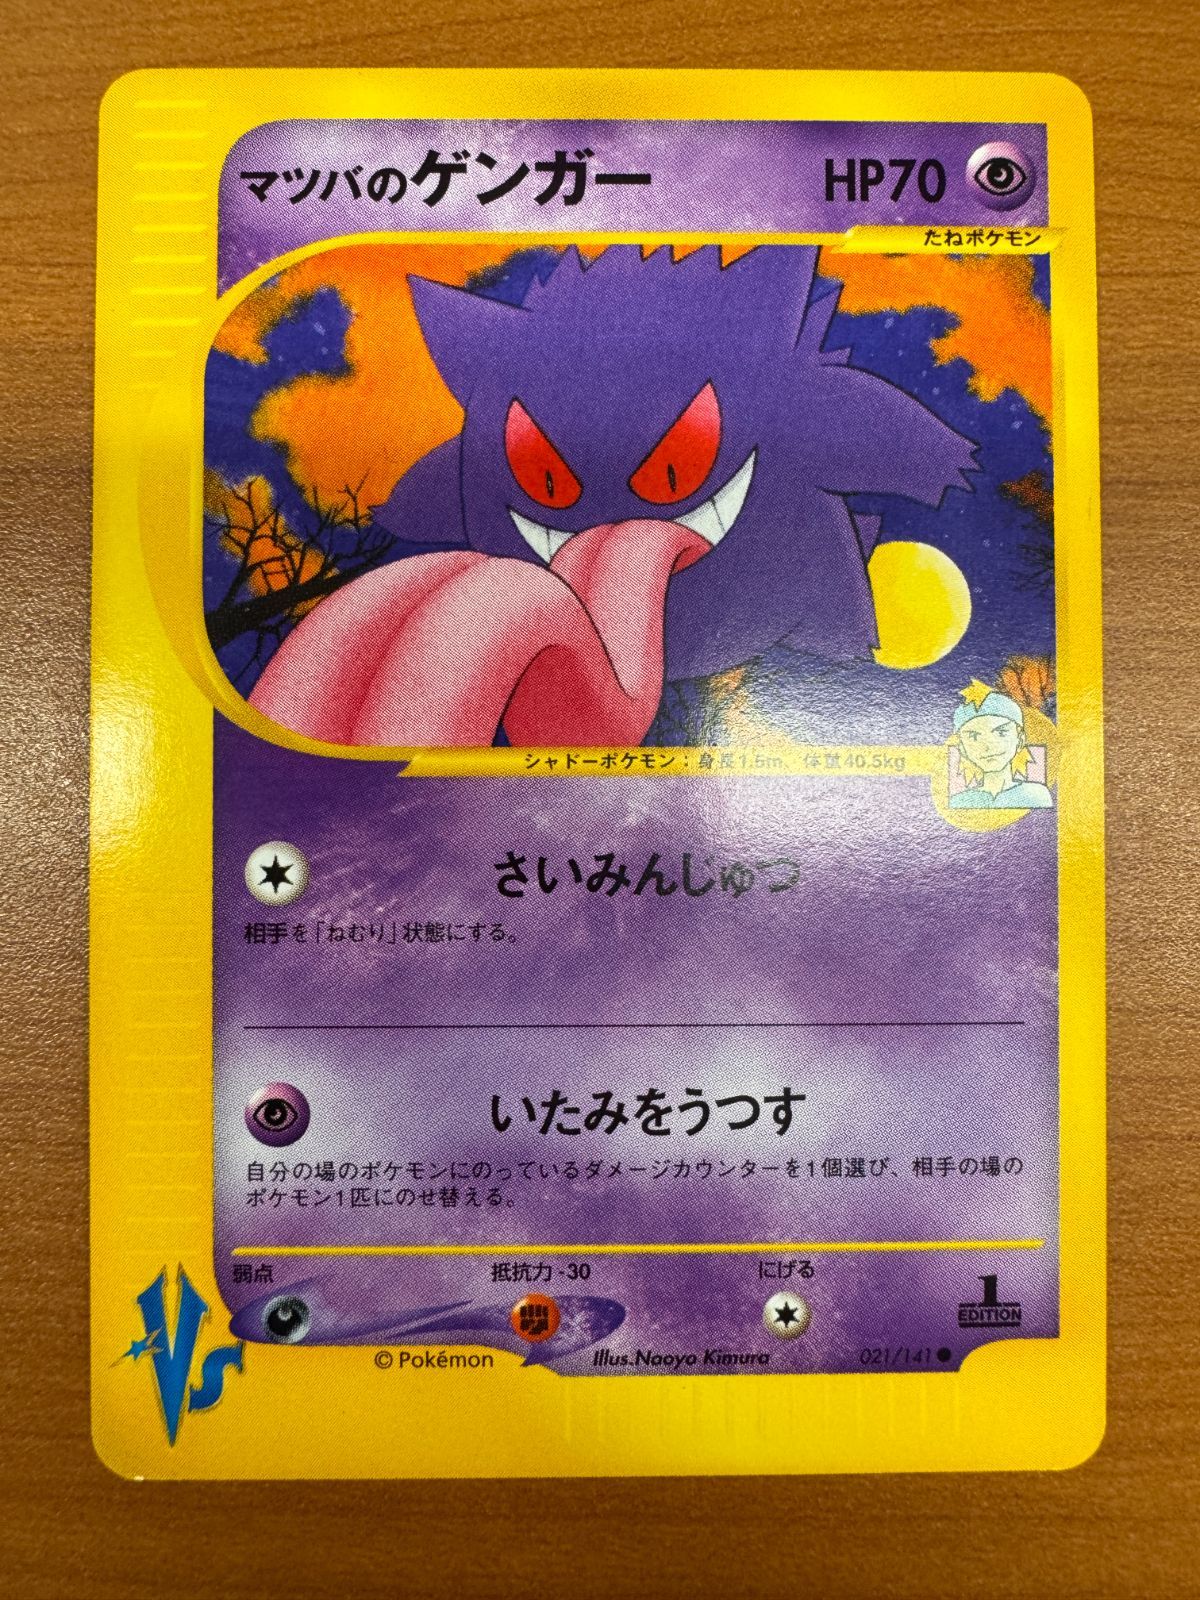 マツバのゲンガー HP70
たねポケモン
シャドーポケモン：身長1.5m、体重40.5kg
さいみんじゅつ
相手を「ねむり」状態にする。
いたみをうつす
自分の場のポケモンにのっているダメージカウンターを1個選び、相手の場の
ポケモン1匹にのせ替える。
弱点 抵抗力-30 にげる
1
EDITION
VS
©Pokémon Illus.Naoyo Kimura 021/141●